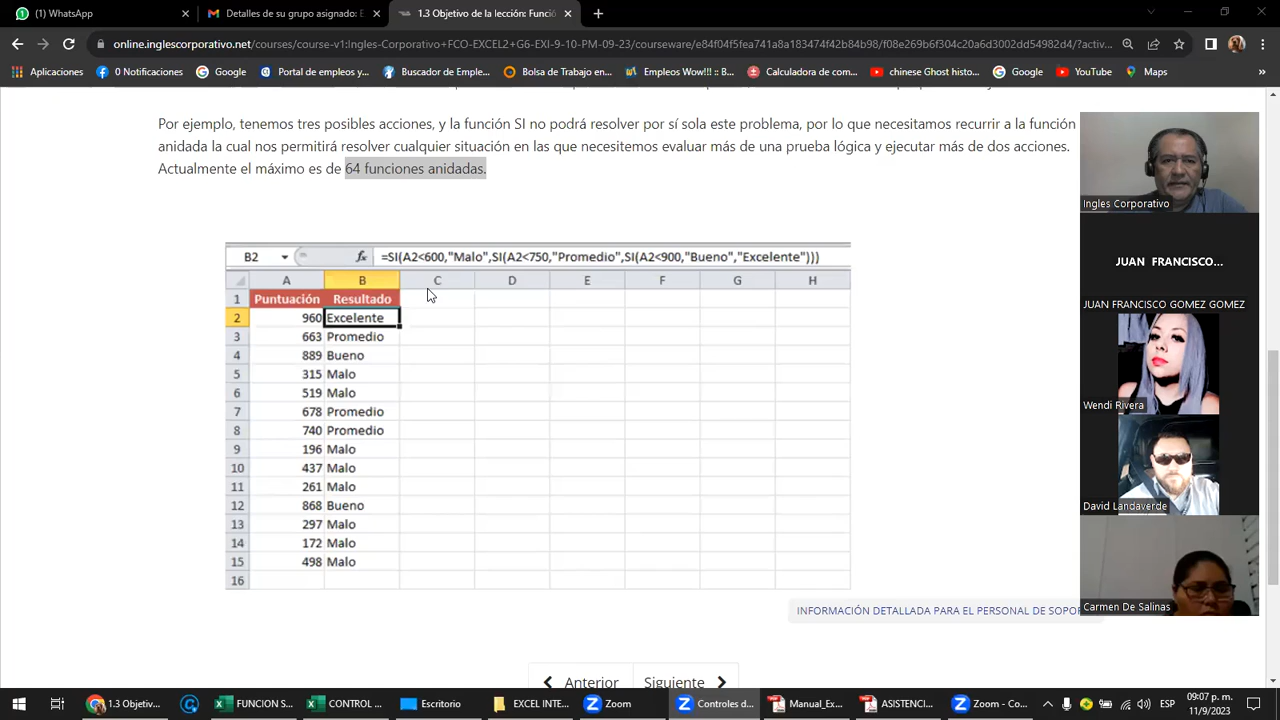 (1) WhatsApp
Detalles de su grupo asignado: E
1.3 Objetivo de la lección: Funció
online.inglescorporativo.net/courses/course-v1:Ingles-Corporativo+FCO-EXCEL2+G6-EXI-9-10-PM-09-23/courseware/e84f04f5fea741a8a183474f42b84b98/f08e269b6f304c20a6d3002dd54982d4/?activ...
Aplicaciones
0 Notificaciones
Google
Portal de empleos y...
Buscador de Emple...
Bolsa de Trabajo en...
Empleos Wow!!! :: B...
Calculadora de com...
chinese Ghost histo...
Google
YouTube
Maps
Por ejemplo, tenemos tres posibles acciones, y la función SI no podrá resolver por sí sola este problema, por lo que necesitamos recurrir a la función
anidada la cual nos permitirá resolver cualquier situación en las que necesitemos evaluar más de una prueba lógica y ejecutar más de dos acciones.
Actualmente el máximo es de 64 funciones anidadas.
B2 fx =SI(A2<600,"Malo",SI(A2<750,"Promedio",SI(A2<900,"Bueno","Excelente")))
A B C D E F G H
1 Puntuación Resultado
2 960 Excelente
3 663 Promedio
4 889 Bueno
5 315 Malo
6 519 Malo
7 678 Promedio
8 740 Promedio
9 196 Malo
10 437 Malo
11 261 Malo
12 868 Bueno
13 297 Malo
14 172 Malo
15 498 Malo
16
INFORMACIÓN DETALLADA PARA EL PERSONAL DE SOPO
Anterior
Siguiente
Ingles Corporativo
JUAN FRANCISCO...
JUAN FRANCISCO GOMEZ GOMEZ
Wendi Rivera
David Landaverde
Carmen De Salinas
1.3 Objetiv...
FUNCION S...
CONTROL ...
Escritorio
EXCEL INTE...
Zoom
Controles d...
Manual_Ex...
ASISTENCI...
Zoom - Co...
ESP
09:07 p. m.
11/9/2023